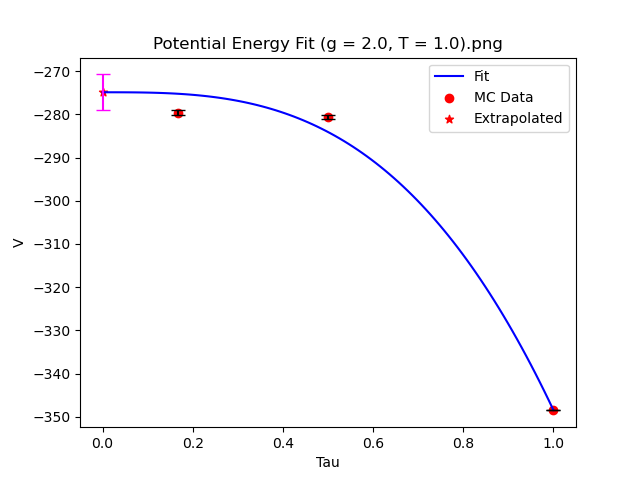 Potential Energy Fit (g = 2.0, T = 1.0).png
Fit
MC Data
Extrapolated
−270
−280
−290
−300
−310
−320
−330
−340
−350
V
0.0
0.2
0.4
0.6
0.8
1.0
Tau